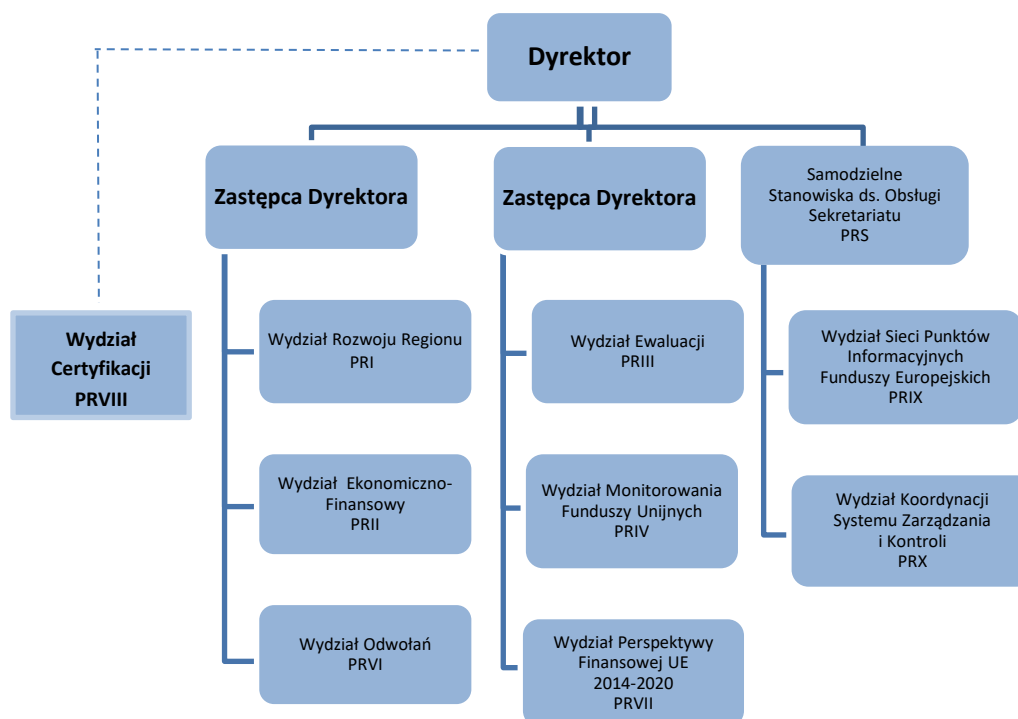 Dyrektor
Zastępca Dyrektora
Zastępca Dyrektora
Samodzielne
Stanowiska ds. Obsługi
Sekretariatu
PRS
Wydział
Certyfikacji
PRVIII
Wydział Rozwoju Regionu
PRI
Wydział Ewaluacji
PRIII
Wydział Sieci Punktów
Informacyjnych
Funduszy Europejskich
PRIX
Wydział Ekonomiczno-
Finansowy
PRII
Wydział Monitorowania
Funduszy Unijnych
PRIV
Wydział Koordynacji
Systemu Zarządzania
i Kontroli
PRX
Wydział Odwołań
PRVI
Wydział Perspektywy
Finansowej UE
2014-2020
PRVII